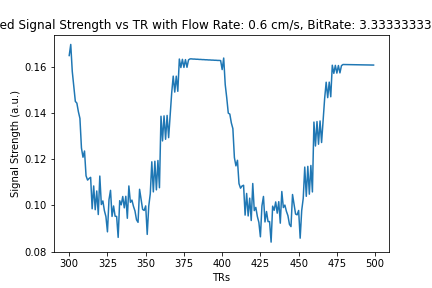 ed Signal Strength vs TR with Flow Rate: 0.6 cm/s, BitRate: 3.33333333
Signal Strength (a.u.)
0.16
0.14
0.12
0.10
0.08
300 325 350 375 400 425 450 475 500
TRs